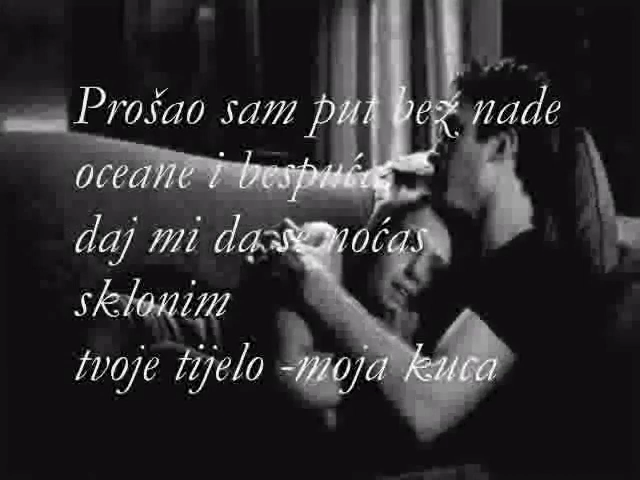 Prošao sam put bez nade
oceane i bespuća
daj mi da se noćas
sklonim
tvoje tijelo -moja kuca